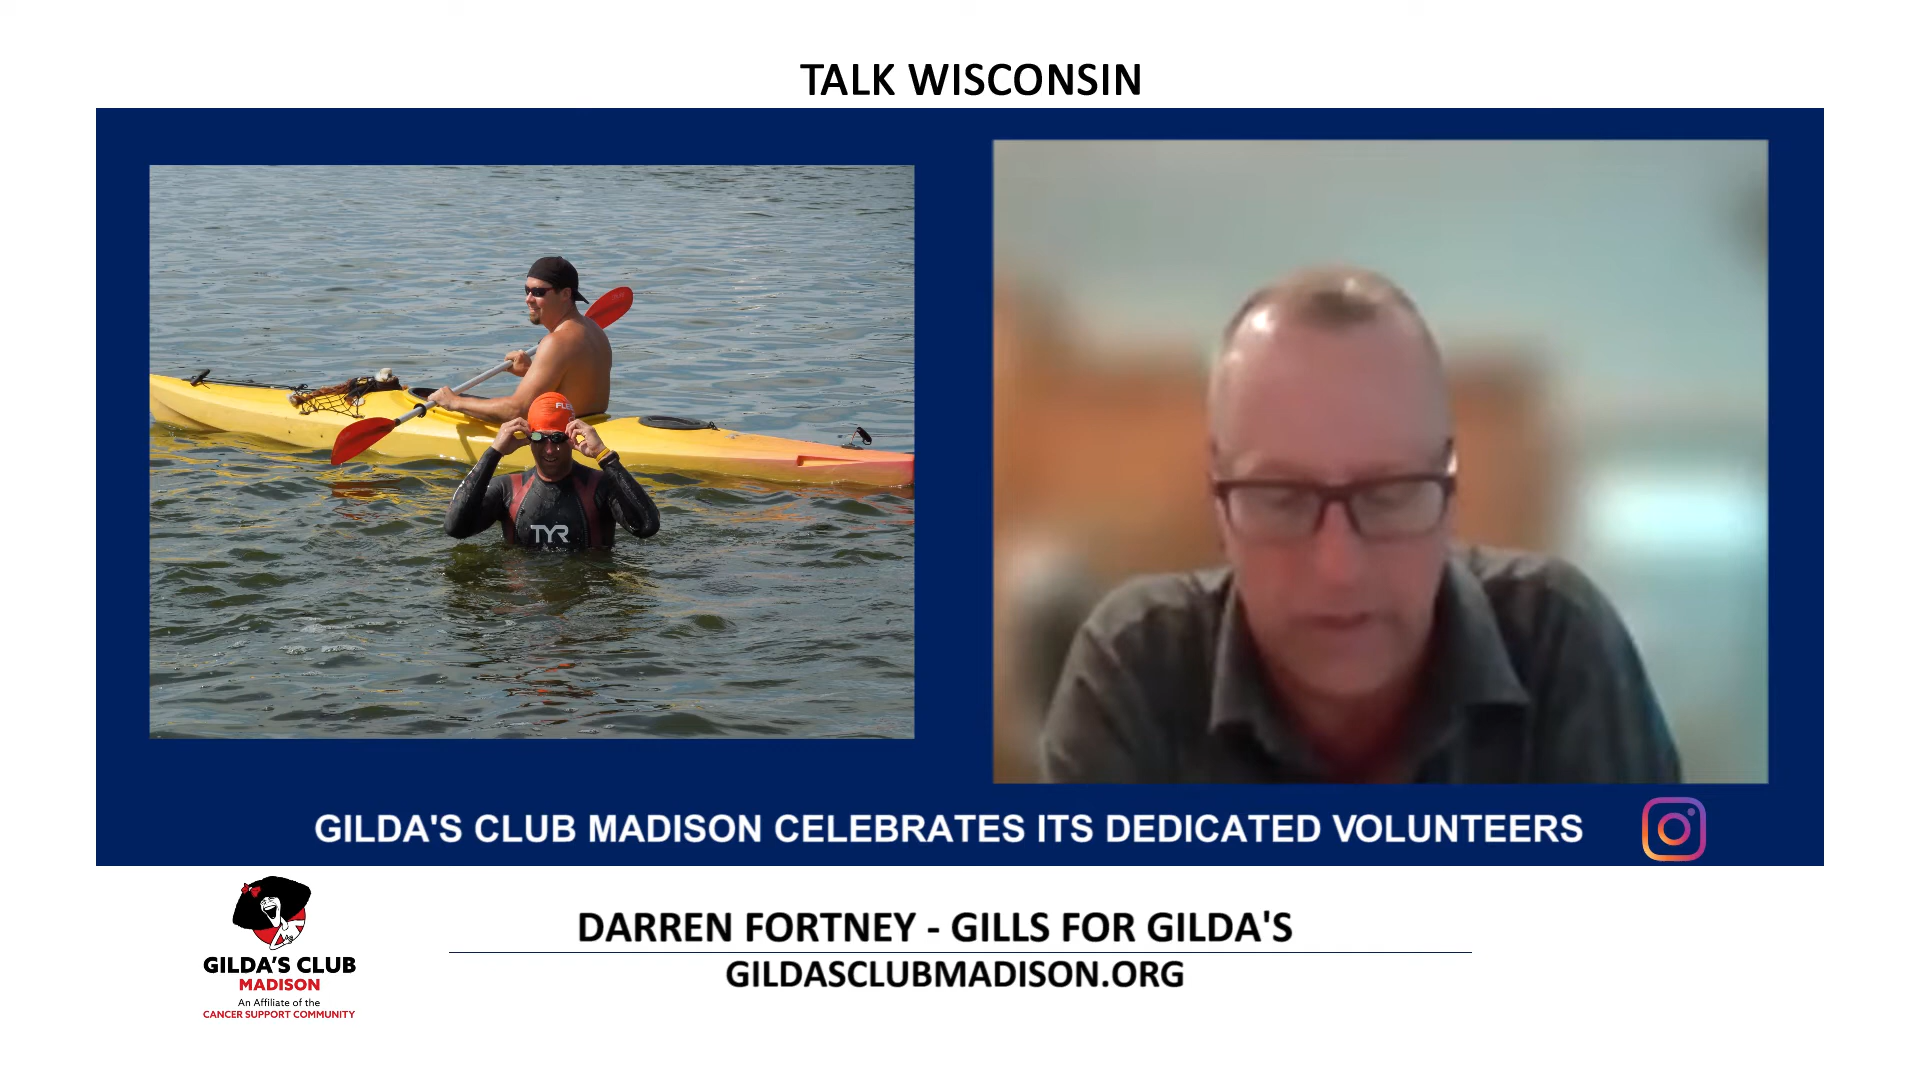 TALK WISCONSIN
TYR
GILDA'S CLUB MADISON CELEBRATES ITS DEDICATED VOLUNTEERS
GILDA'S CLUB
MADISON
An Affiliate of the
CANCER SUPPORT COMMUNITY
DARREN FORTNEY - GILLS FOR GILDA'S
GILDASCLUBMADISON.ORG